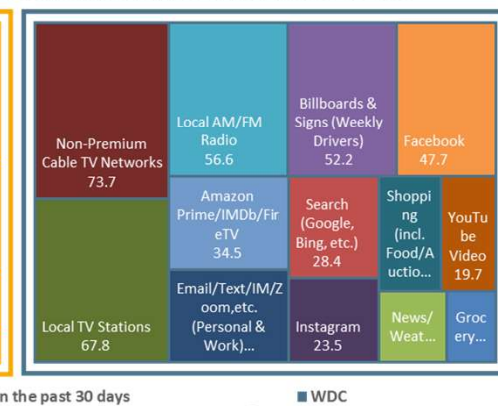 Non-Premium
Cable TV Networks
73.7
Local AM/FM
Radio
56.6
Billboards &
Signs (Weekly
Drivers)
52.2
Facebook
47.7
Local TV Stations
67.8
Amazon
Prime/IMDb/Fir
eTV
34.5
Email/Text/IM/Z
oom,etc.
(Personal &
Work)...
Search
(Google,
Bing, etc.)
28.4
Instagram
23.5
Shoppi
ng
(incl.
Food/A
uctio...
YouTu
be
Video
19.7
News/
Weat...
Groc
ery...
n the past 30 days
WDC